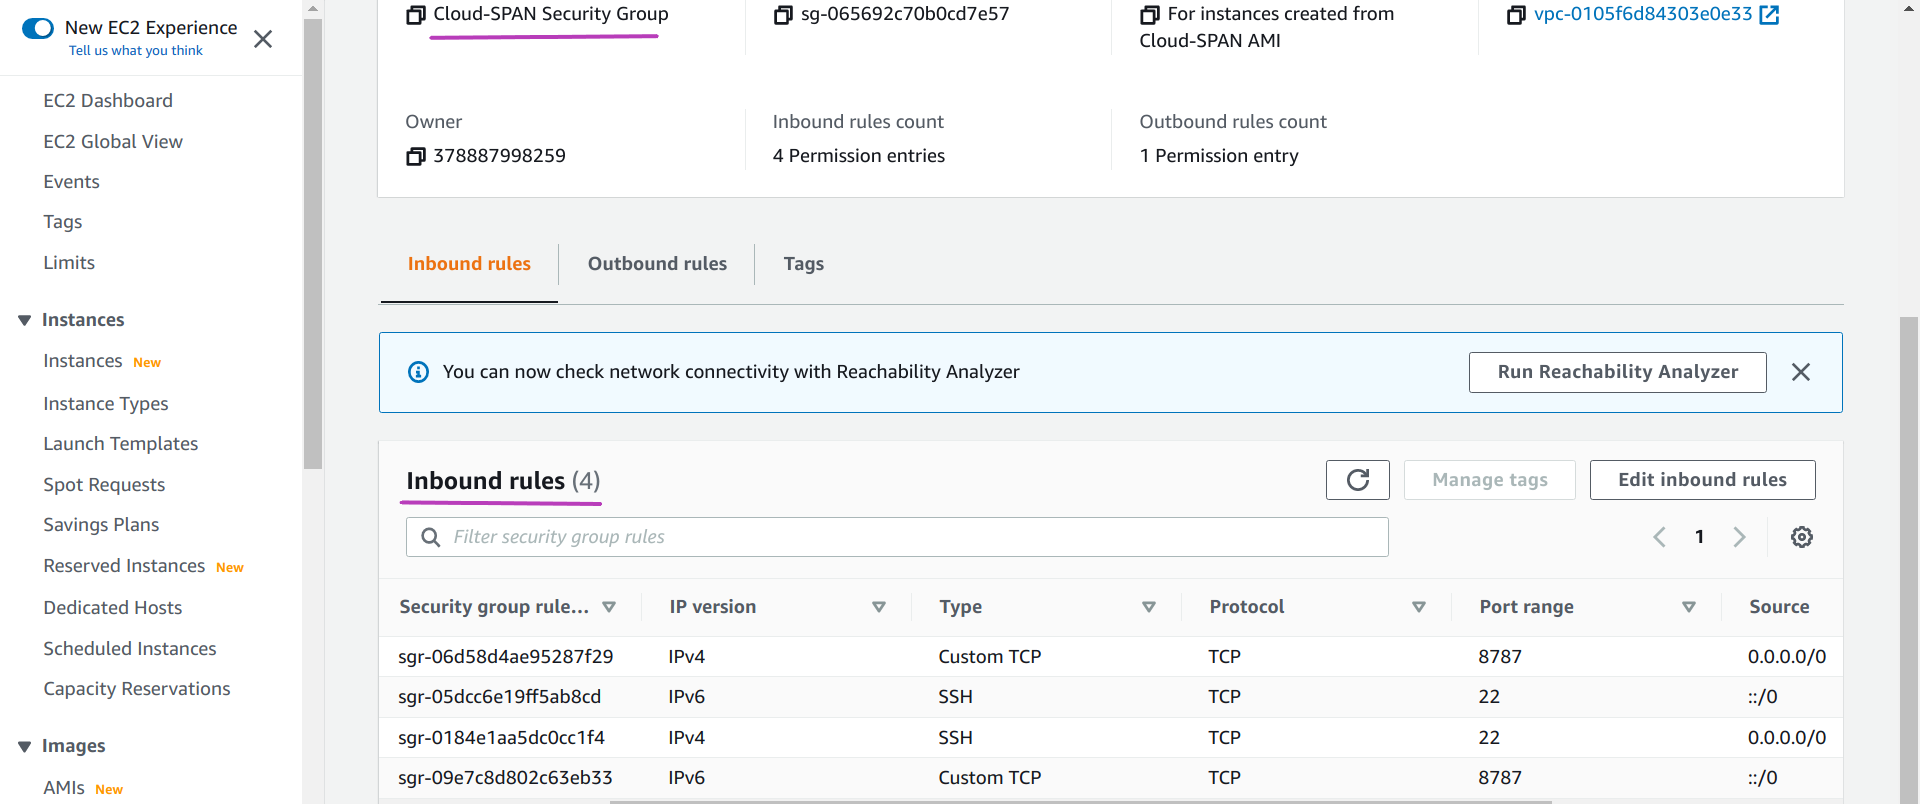 New EC2 Experience
Tell us what you think
EC2 Dashboard
EC2 Global View
Events
Tags
Limits
Instances
Instances New
Instance Types
Launch Templates
Spot Requests
Savings Plans
Reserved Instances New
Dedicated Hosts
Scheduled Instances
Capacity Reservations
Images
AMIs New
Cloud-SPAN Security Group
sg-065692c70b0cd7e57
For instances created from
Cloud-SPAN AMI
vpc-0105f6d84303e0e33
Owner
378887998259
Inbound rules count
4 Permission entries
Outbound rules count
1 Permission entry
Inbound rules Outbound rules Tags
You can now check network connectivity with Reachability Analyzer Run Reachability Analyzer
Inbound rules (4) Manage tags Edit inbound rules
Filter security group rules 1
Security group rule... IP version Type Protocol Port range Source
sgr-06d58d4ae95287f29 IPv4 Custom TCP TCP 8787 0.0.0.0/0
sgr-05dcc6e19ff5ab8cd IPv6 SSH TCP 22 ::/0
sgr-0184e1aa5dc0cc1f4 IPv4 SSH TCP 22 0.0.0.0/0
sgr-09e7c8d802c63eb33 IPv6 Custom TCP TCP 8787 ::/0